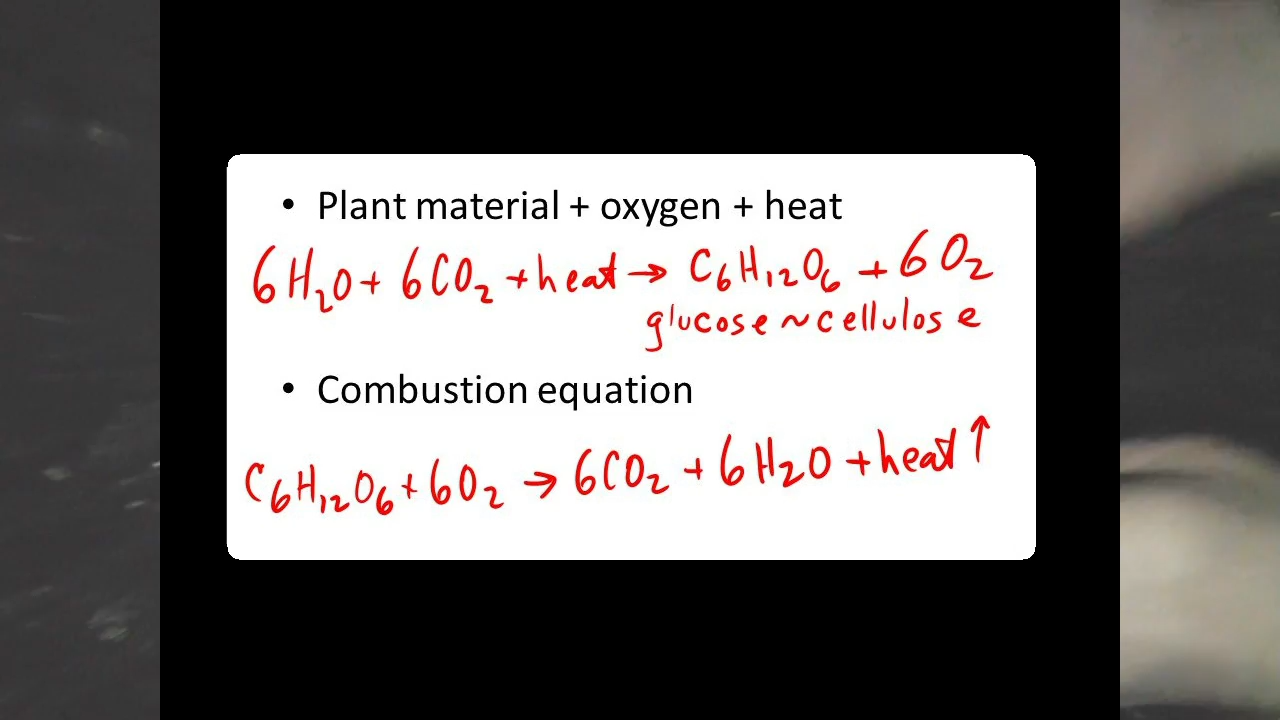 • Plant material + oxygen + heat
6H₂O + 6CO₂ + heat → C₆H₁₂O₆ + 6O₂
glucose ~ cellulose
• Combustion equation
C₆H₁₂O₆ + 6O₂ → 6CO₂ + 6H₂O + heat ↑